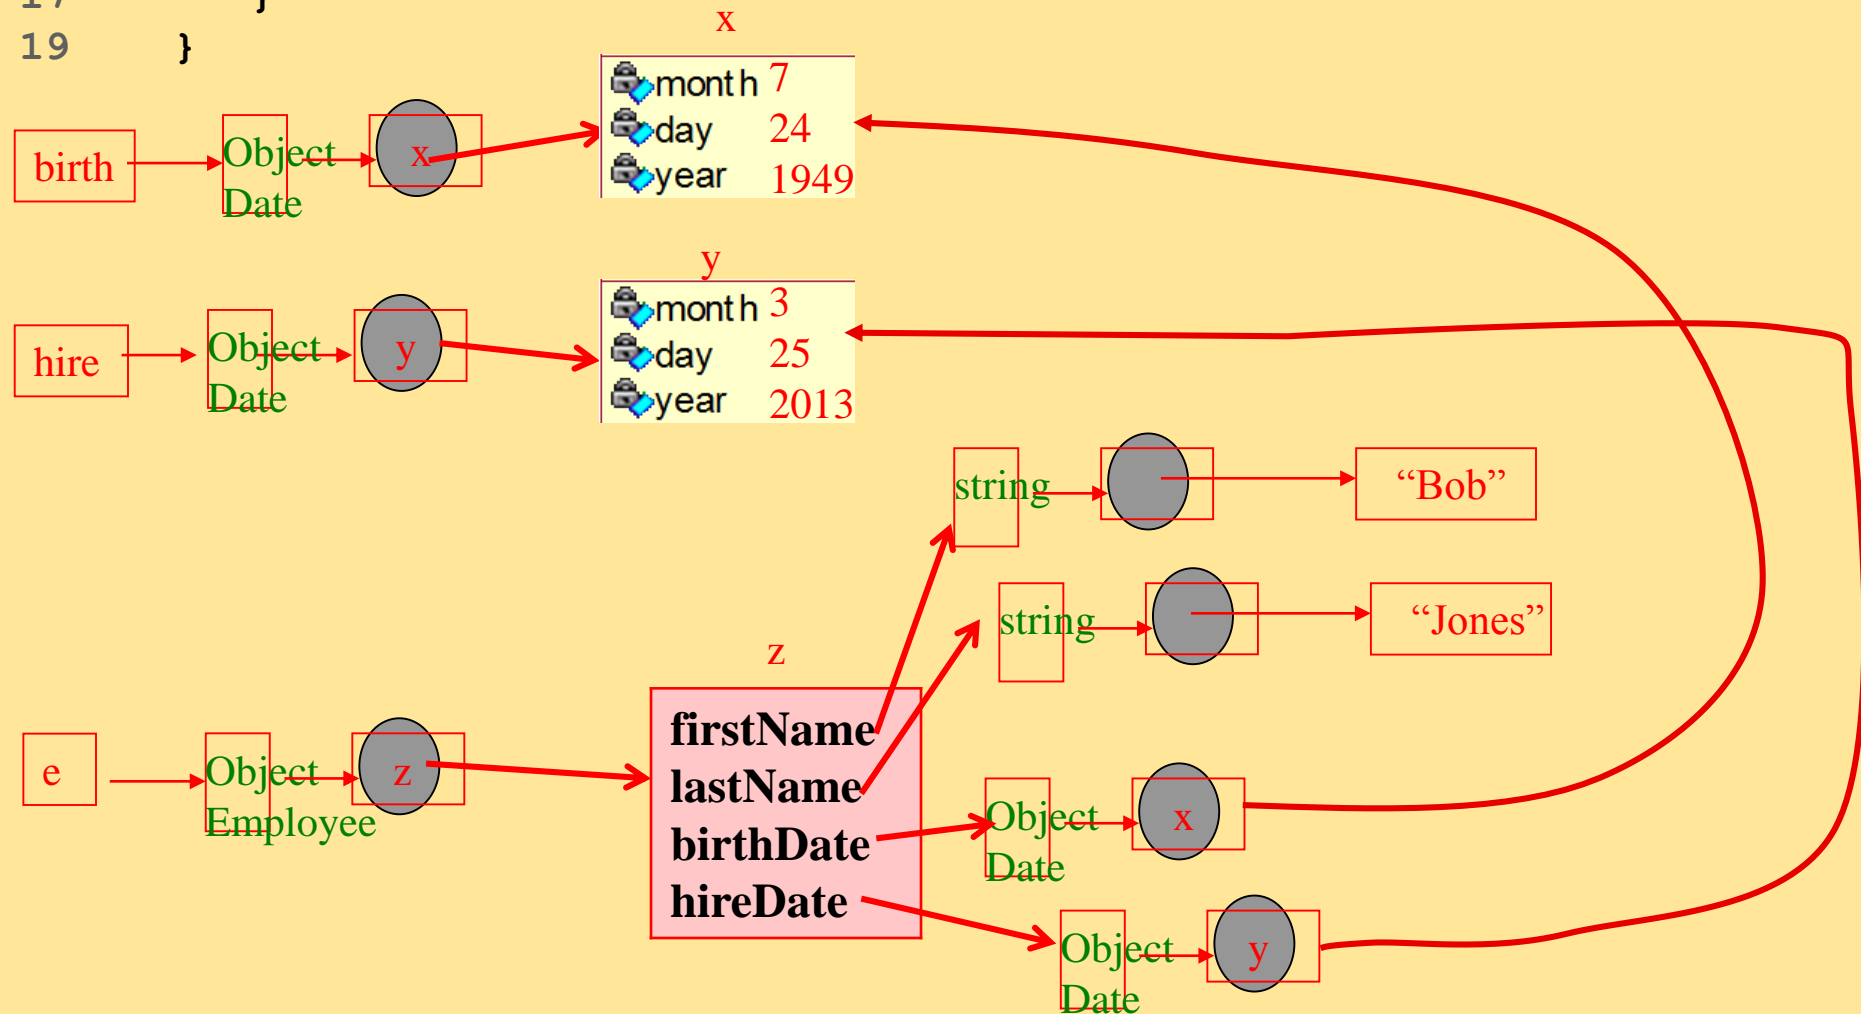 17 }
19 }
x
month 7
day 24
year 1949
birth
Object
Date
x
y
month 3
day 25
year 2013
hire
Object
Date
y
string
“Bob”
string
“Jones”
z
firstName
lastName
birthDate
hireDate
e
Object
Employee
z
Object
Date
x
Object
Date
y